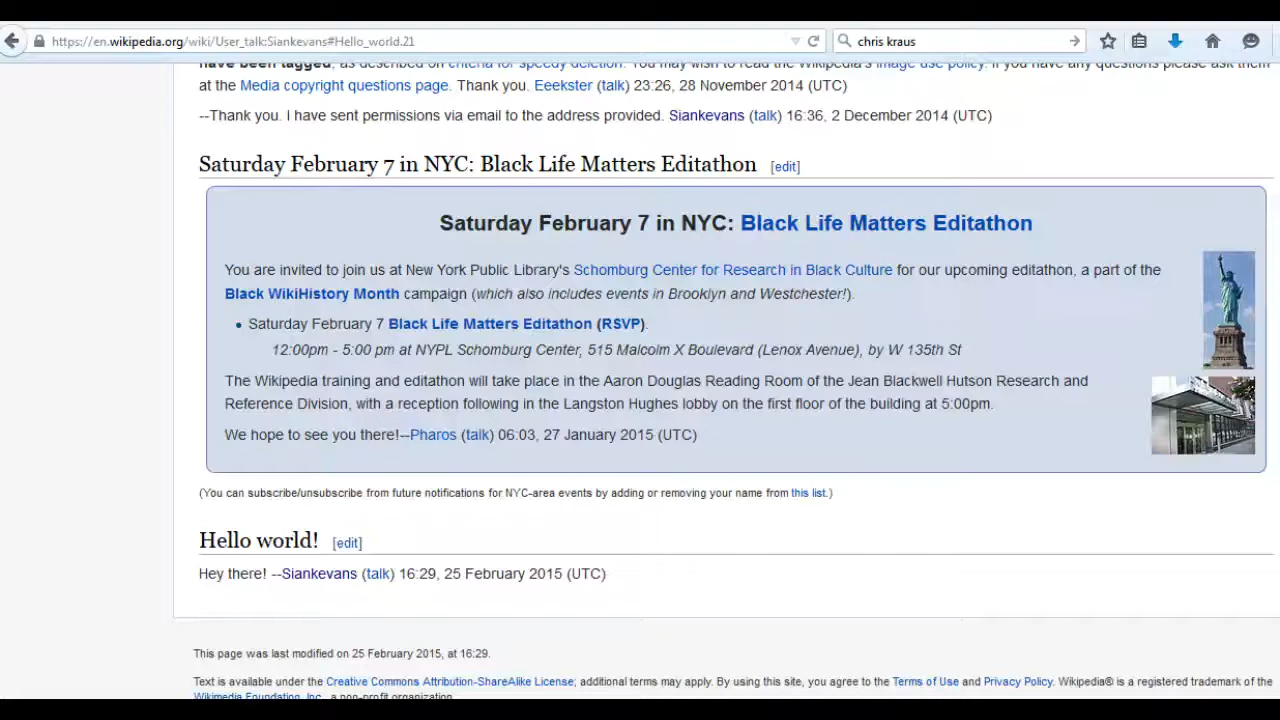 https://en.wikipedia.org/wiki/User_talk:Siankevans#Hello_world.21
chris kraus
have been tagged, as described on criteria for speedy deletion. You may wish to read the Wikipedia's image use policy. If you have any questions please ask them
at the Media copyright questions page. Thank you. Eeekster (talk) 23:26, 28 November 2014 (UTC)
--Thank you. I have sent permissions via email to the address provided. Siankevans (talk) 16:36, 2 December 2014 (UTC)
Saturday February 7 in NYC: Black Life Matters Editathon [edit]
Saturday February 7 in NYC: Black Life Matters Editathon
You are invited to join us at New York Public Library's Schomburg Center for Research in Black Culture for our upcoming editathon, a part of the
Black WikiHistory Month campaign (which also includes events in Brooklyn and Westchester!).
• Saturday February 7 Black Life Matters Editathon (RSVP).
12:00pm - 5:00 pm at NYPL Schomburg Center, 515 Malcolm X Boulevard (Lenox Avenue), by W 135th St
The Wikipedia training and editathon will take place in the Aaron Douglas Reading Room of the Jean Blackwell Hutson Research and
Reference Division, with a reception following in the Langston Hughes lobby on the first floor of the building at 5:00pm.
We hope to see you there!--Pharos (talk) 06:03, 27 January 2015 (UTC)
(You can subscribe/unsubscribe from future notifications for NYC-area events by adding or removing your name from this list.)
Hello world! [edit]
Hey there! --Siankevans (talk) 16:29, 25 February 2015 (UTC)
This page was last modified on 25 February 2015, at 16:29.
Text is available under the Creative Commons Attribution-ShareAlike License; additional terms may apply. By using this site, you agree to the Terms of Use and Privacy Policy. Wikipedia® is a registered trademark of the
Wikimedia Foundation, Inc., a non-profit organization.